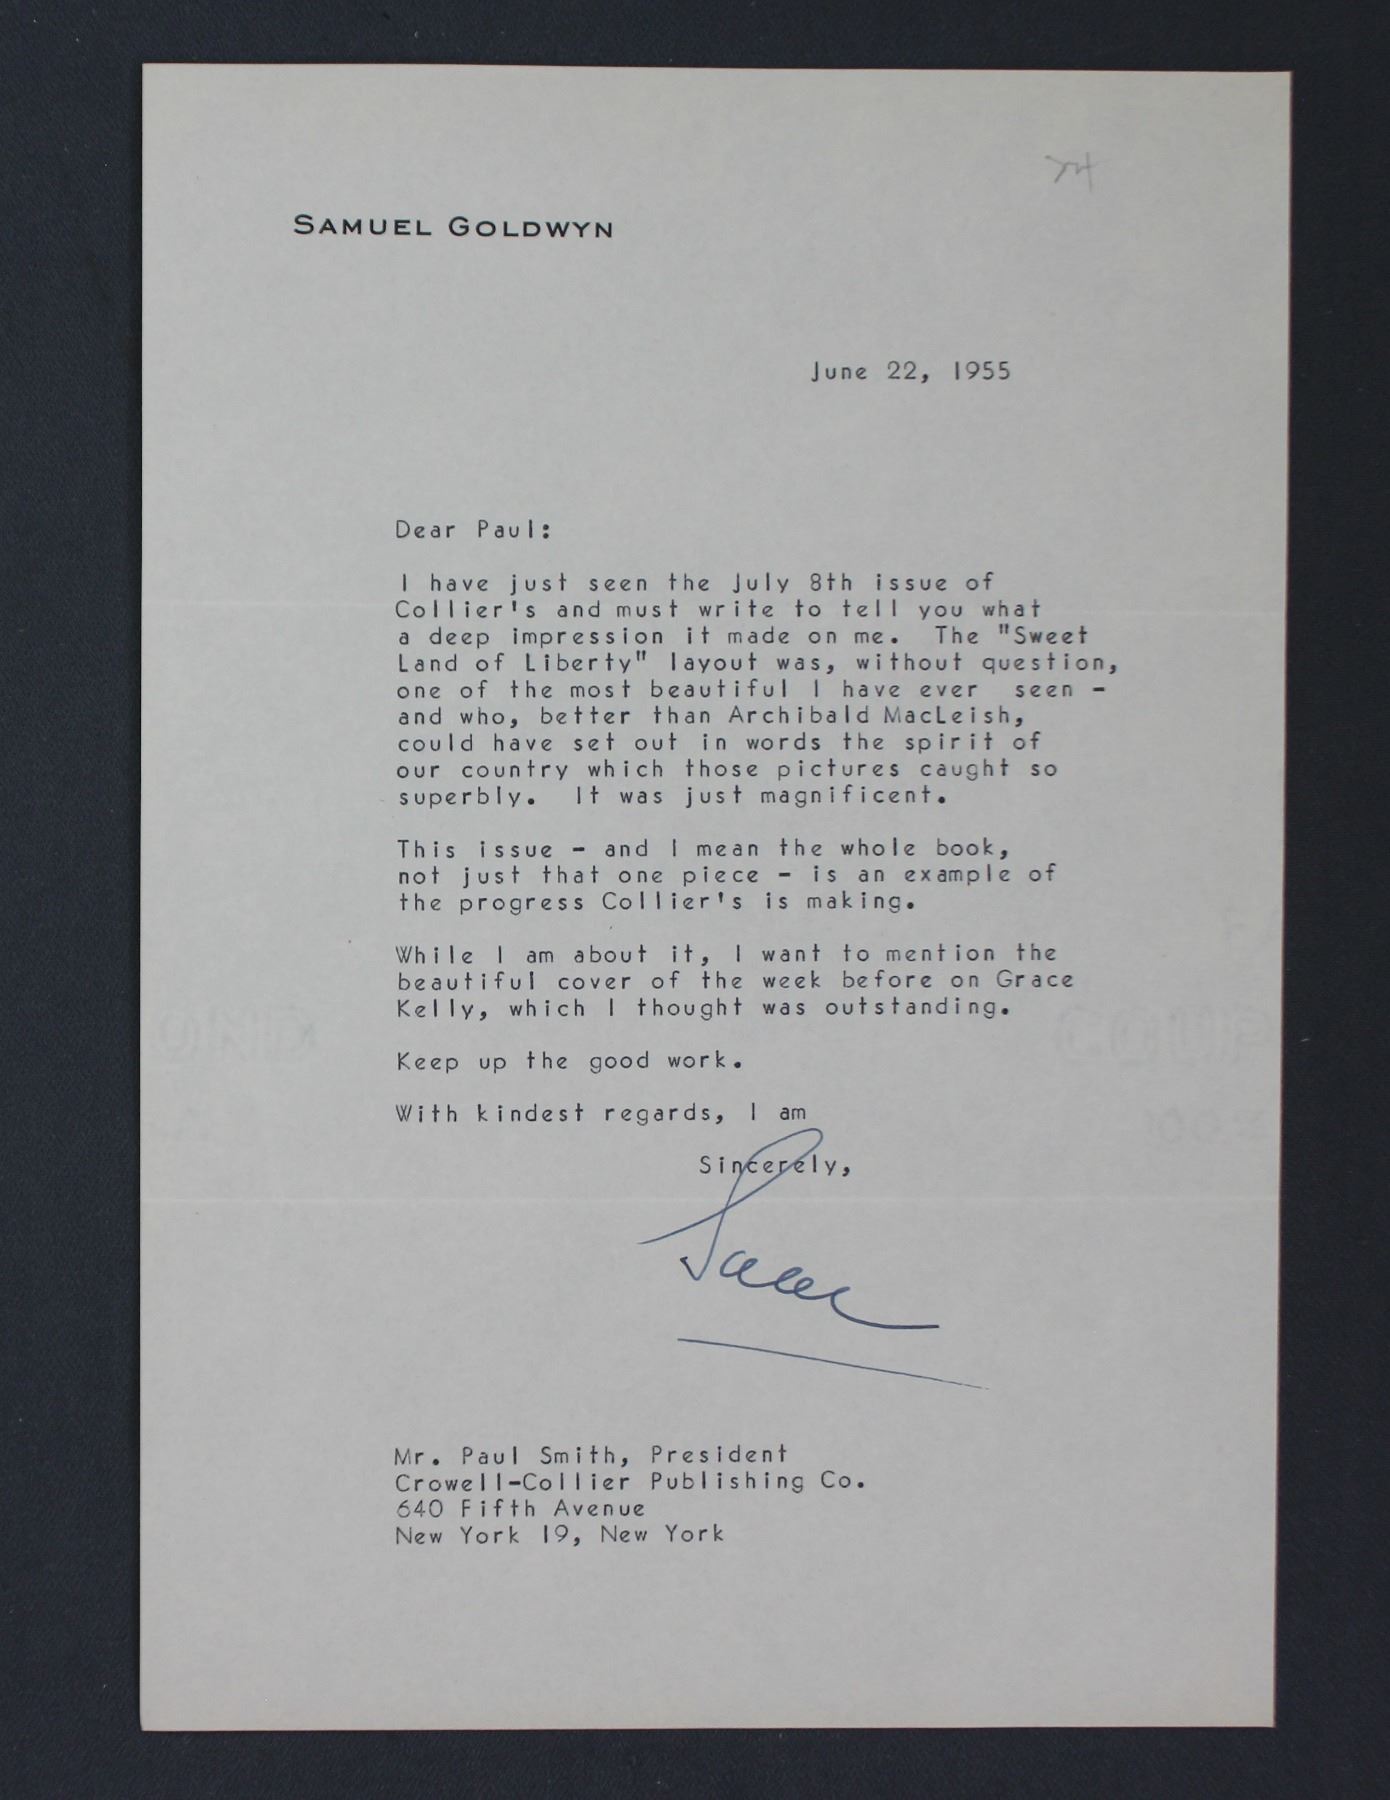 SAMUEL GOLDWYN
June 22, 1955
Dear Paul:
I have just seen the July 8th issue of
Collier's and must write to tell you what
a deep impression it made on me. The "Sweet
Land of Liberty" layout was, without question,
one of the most beautiful I have ever seen -
and who, better than Archibald MacLeish,
could have set out in words the spirit of
our country which those pictures caught so
superbly. It was just magnificent.
This issue - and I mean the whole book,
not just that one piece - is an example of
the progress Collier's is making.
While I am about it, I want to mention the
beautiful cover of the week before on Grace
Kelly, which I thought was outstanding.
Keep up the good work.
With kindest regards, I am
Sincerely,
Sam
Mr. Paul Smith, President
Crowell-Collier Publishing Co.
640 Fifth Avenue
New York 19, New York